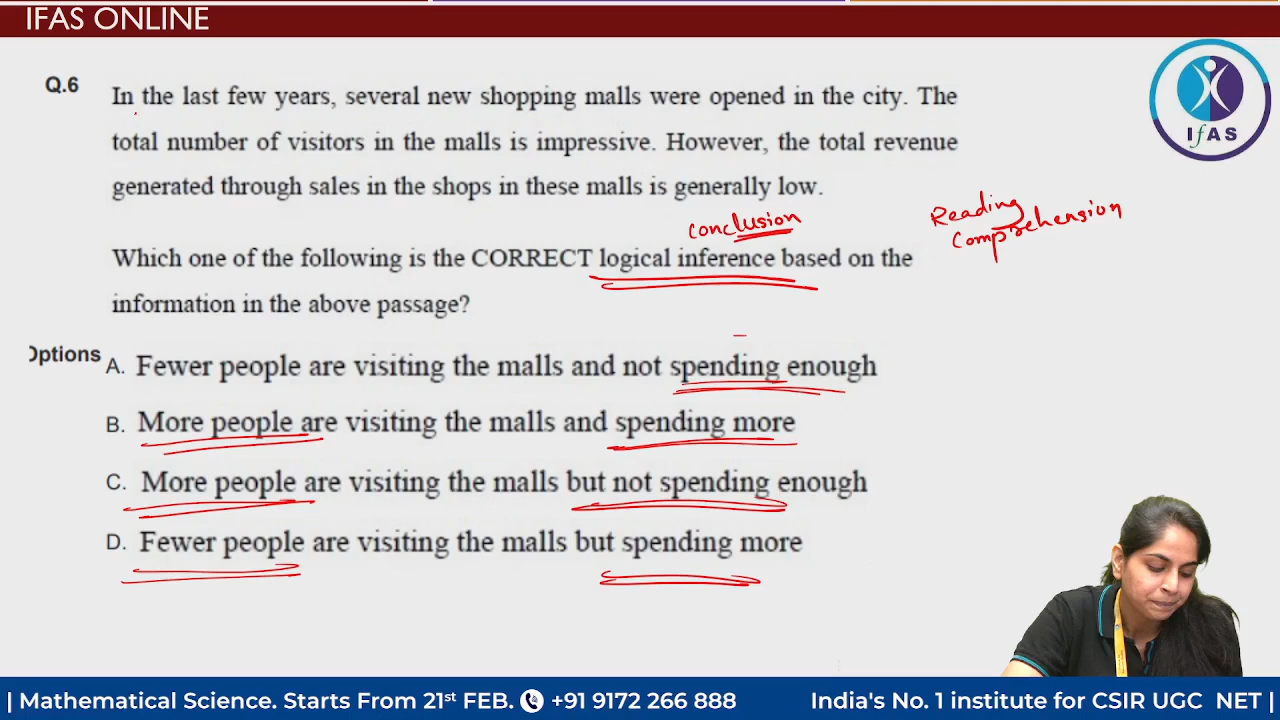 IFAS ONLINE
Q.6
In the last few years, several new shopping malls were opened in the city. The
total number of visitors in the malls is impressive. However, the total revenue
generated through sales in the shops in these malls is generally low.
conclusion
Reading
Comprehension
Which one of the following is the CORRECT logical inference based on the
information in the above passage?
Options
A. Fewer people are visiting the malls and not spending enough
B. More people are visiting the malls and spending more
C. More people are visiting the malls but not spending enough
D. Fewer people are visiting the malls but spending more
IFAS
| Mathematical Science. Starts From 21st FEB. +91 9172 266 888 India's No. 1 institute for CSIR UGC NET |